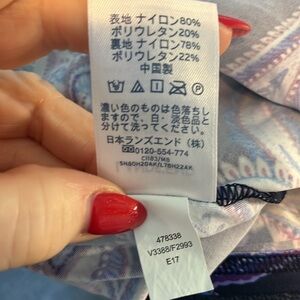 表地 ナイロン80%
ポリウレタン20%
裏地 ナイロン78%
ポリウレタン22%
中国製
濃い色のものは色落ちし
ますので、白・淡色品と
分けて洗ってください。
日本ランズエンド（株）
0120-554-774
CH83/MS
SH80H204K/L78H224K
478338
V3388/F2993
E17